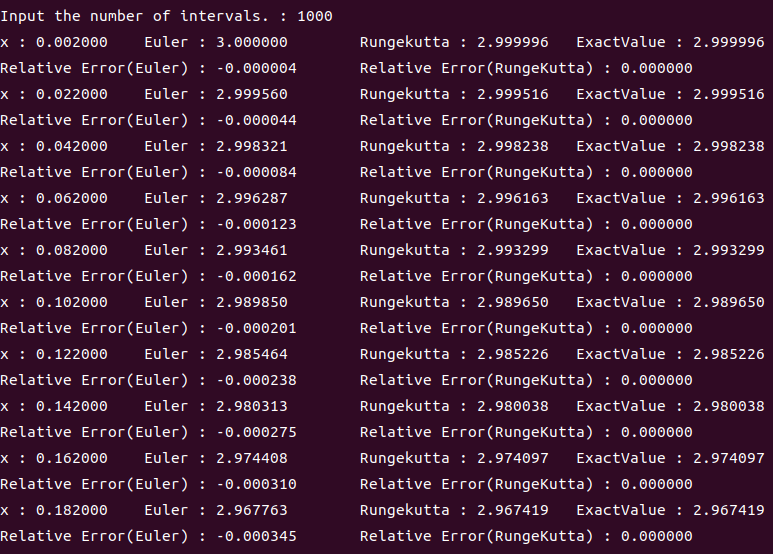 Input the number of intervals. : 1000
x : 0.002000    Euler : 3.000000        Rungekutta : 2.999996   ExactValue : 2.999996
Relative Error(Euler) : -0.000004       Relative Error(RungeKutta) : 0.000000
x : 0.022000    Euler : 2.999560        Rungekutta : 2.999516   ExactValue : 2.999516
Relative Error(Euler) : -0.000044       Relative Error(RungeKutta) : 0.000000
x : 0.042000    Euler : 2.998321        Rungekutta : 2.998238   ExactValue : 2.998238
Relative Error(Euler) : -0.000084       Relative Error(RungeKutta) : 0.000000
x : 0.062000    Euler : 2.996287        Rungekutta : 2.996163   ExactValue : 2.996163
Relative Error(Euler) : -0.000123       Relative Error(RungeKutta) : 0.000000
x : 0.082000    Euler : 2.993461        Rungekutta : 2.993299   ExactValue : 2.993299
Relative Error(Euler) : -0.000162       Relative Error(RungeKutta) : 0.000000
x : 0.102000    Euler : 2.989850        Rungekutta : 2.989650   ExactValue : 2.989650
Relative Error(Euler) : -0.000201       Relative Error(RungeKutta) : 0.000000
x : 0.122000    Euler : 2.985464        Rungekutta : 2.985226   ExactValue : 2.985226
Relative Error(Euler) : -0.000238       Relative Error(RungeKutta) : 0.000000
x : 0.142000    Euler : 2.980313        Rungekutta : 2.980038   ExactValue : 2.980038
Relative Error(Euler) : -0.000275       Relative Error(RungeKutta) : 0.000000
x : 0.162000    Euler : 2.974408        Rungekutta : 2.974097   ExactValue : 2.974097
Relative Error(Euler) : -0.000310       Relative Error(RungeKutta) : 0.000000
x : 0.182000    Euler : 2.967763        Rungekutta : 2.967419   ExactValue : 2.967419
Relative Error(Euler) : -0.000345       Relative Error(RungeKutta) : 0.000000